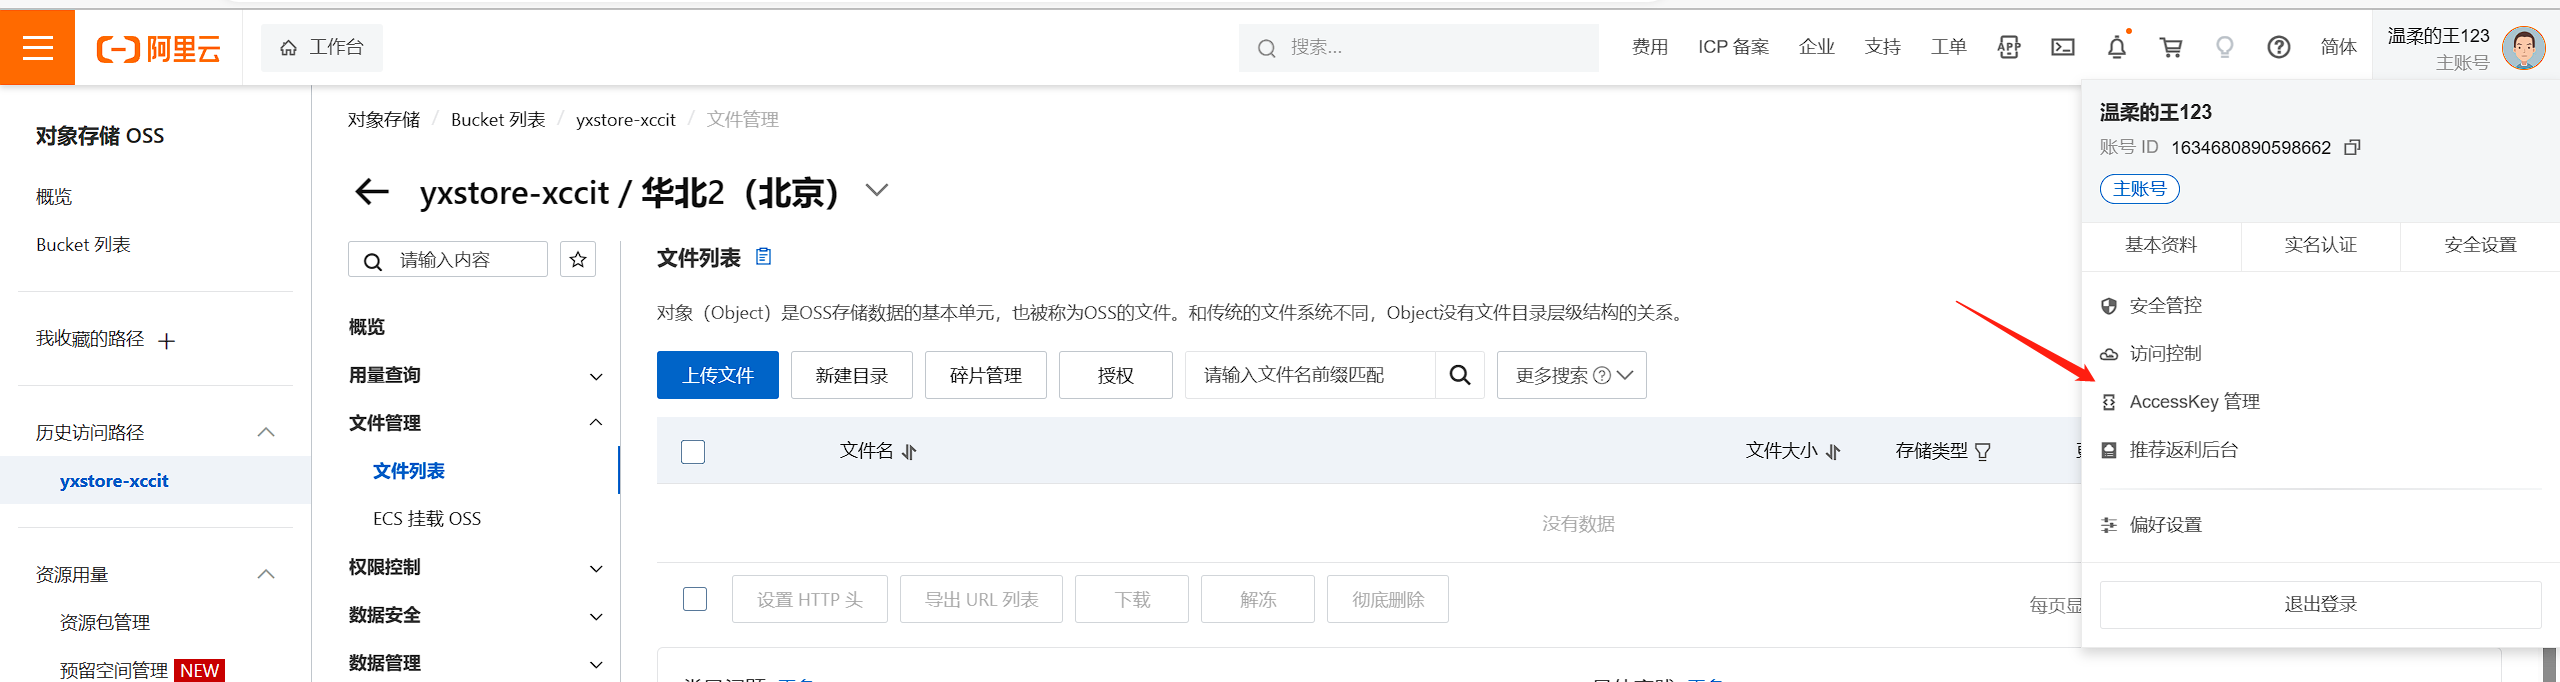 阿里云
工作台
搜索...
费用 ICP 备案 企业 支持 工单 APP 简体
温柔的王123
主账号
对象存储 OSS
概览
Bucket 列表
我收藏的路径
历史访问路径
yxstore-xccit
资源用量
资源包管理
预留空间管理 NEW
对象存储 / Bucket 列表 / yxstore-xccit / 文件管理
yxstore-xccit / 华北2（北京）
请输入内容
概览
用量查询
文件管理
文件列表
ECS 挂载 OSS
权限控制
数据安全
数据管理
文件列表
对象（Object）是OSS存储数据的基本单元，也被称为OSS的文件。和传统的文件系统不同，Object没有文件目录层级结构的关系。
上传文件 新建目录 碎片管理 授权 请输入文件名前缀匹配 更多搜索
文件名 文件大小 存储类型
没有数据
设置 HTTP 头 导出 URL 列表 下载 解冻 彻底删除 每页显
温柔的王123
账号 ID 1634680890598662
主账号
基本资料 实名认证 安全设置
安全管控
访问控制
AccessKey 管理
推荐返利后台
偏好设置
退出登录